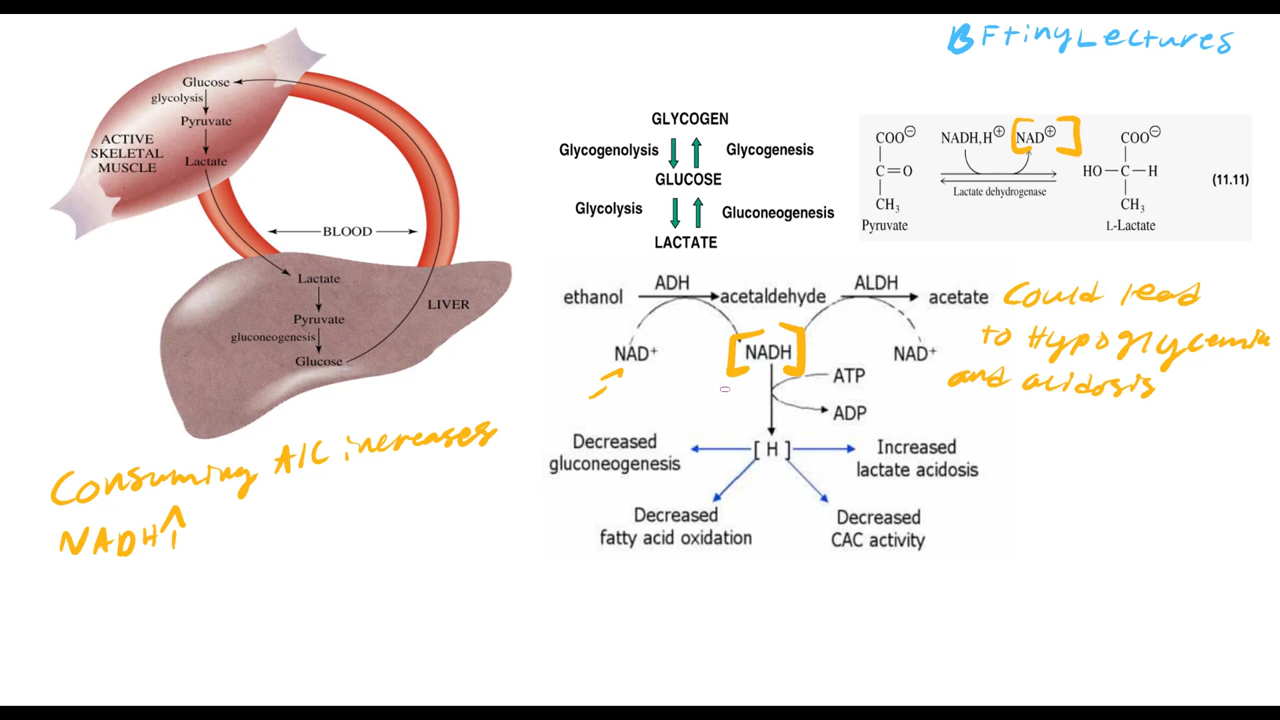 BFtinyLectures
Glucose
glycolysis
Pyruvate
ACTIVE
SKELETAL
MUSCLE
Lactate
BLOOD
Lactate
LIVER
Pyruvate
gluconeogenesis
Glucose
GLYCOGEN
Glycogenolysis Glycogenesis
GLUCOSE
Glycolysis Gluconeogenesis
LACTATE
COO⊖ NADH,H⊕ [NAD⊕] COO⊖
C=O HO—C—H
Lactate dehydrogenase
(11.11)
CH₃ CH₃
Pyruvate L-Lactate
ADH ALDH
ethanol acetaldehyde acetate
NAD⁺ [NADH] NAD⁺
ATP
ADP
[ H ]
Decreased
gluconeogenesis
Increased
lactate acidosis
Decreased
fatty acid oxidation
Decreased
CAC activity
Could lead
to Hypoglycemia
and acidosis
Consuming A/C increases
NADH↑